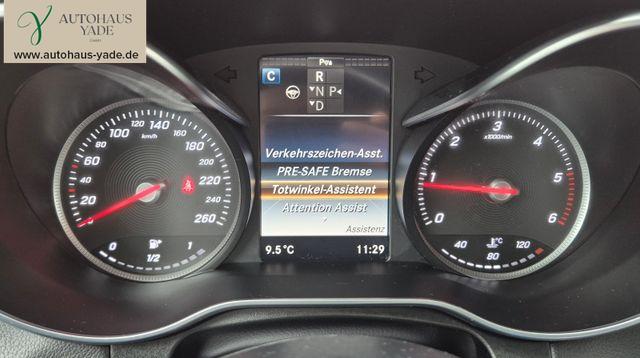 AUTOHAUS
YADE
GmbH
www.autohaus-yade.de
0
20
40
60
80
100
120
140
160
180
200
220
240
260
km/h
0
1/2
1
C
R
N P
D
Verkehrszeichen-Asst.
PRE-SAFE Bremse
Totwinkel-Assistent
Attention Assist
Assistenz
9.5 °C
11:29
0
1
2
3
4
5
6
x1000/min
40
80
120
°C